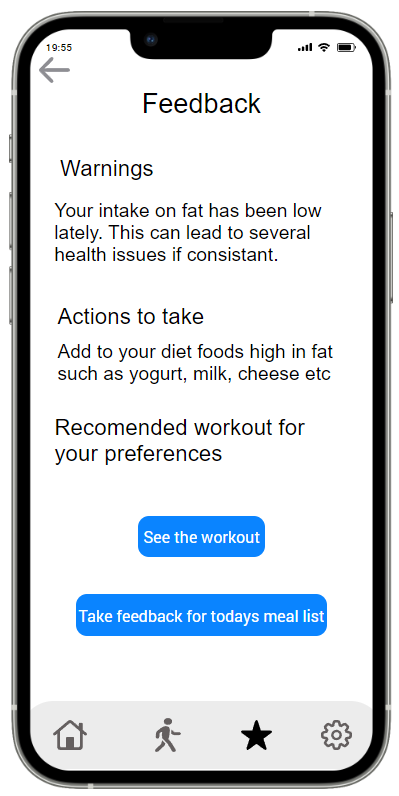 19:55
Feedback
Warnings
Your intake on fat has been low
lately. This can lead to several
health issues if consistant.
Actions to take
Add to your diet foods high in fat
such as yogurt, milk, cheese etc
Recomended workout for
your preferences
See the workout
Take feedback for todays meal list